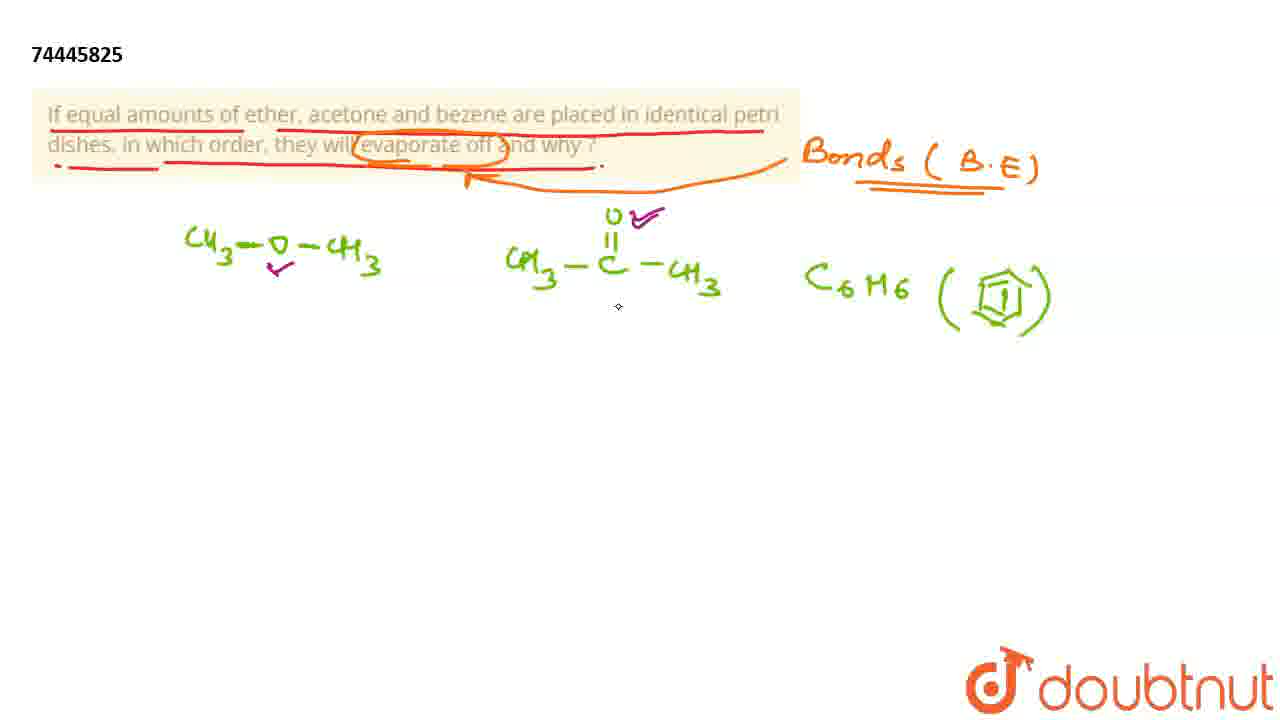 74445825
If equal amounts of ether, acetone and bezene are placed in identical petri
dishes, in which order, they will evaporate off and why ?
Bonds ( B.E)
O
CH3-O-CH3
CH3-C-CH3
C6H6 ( )
doubtnut